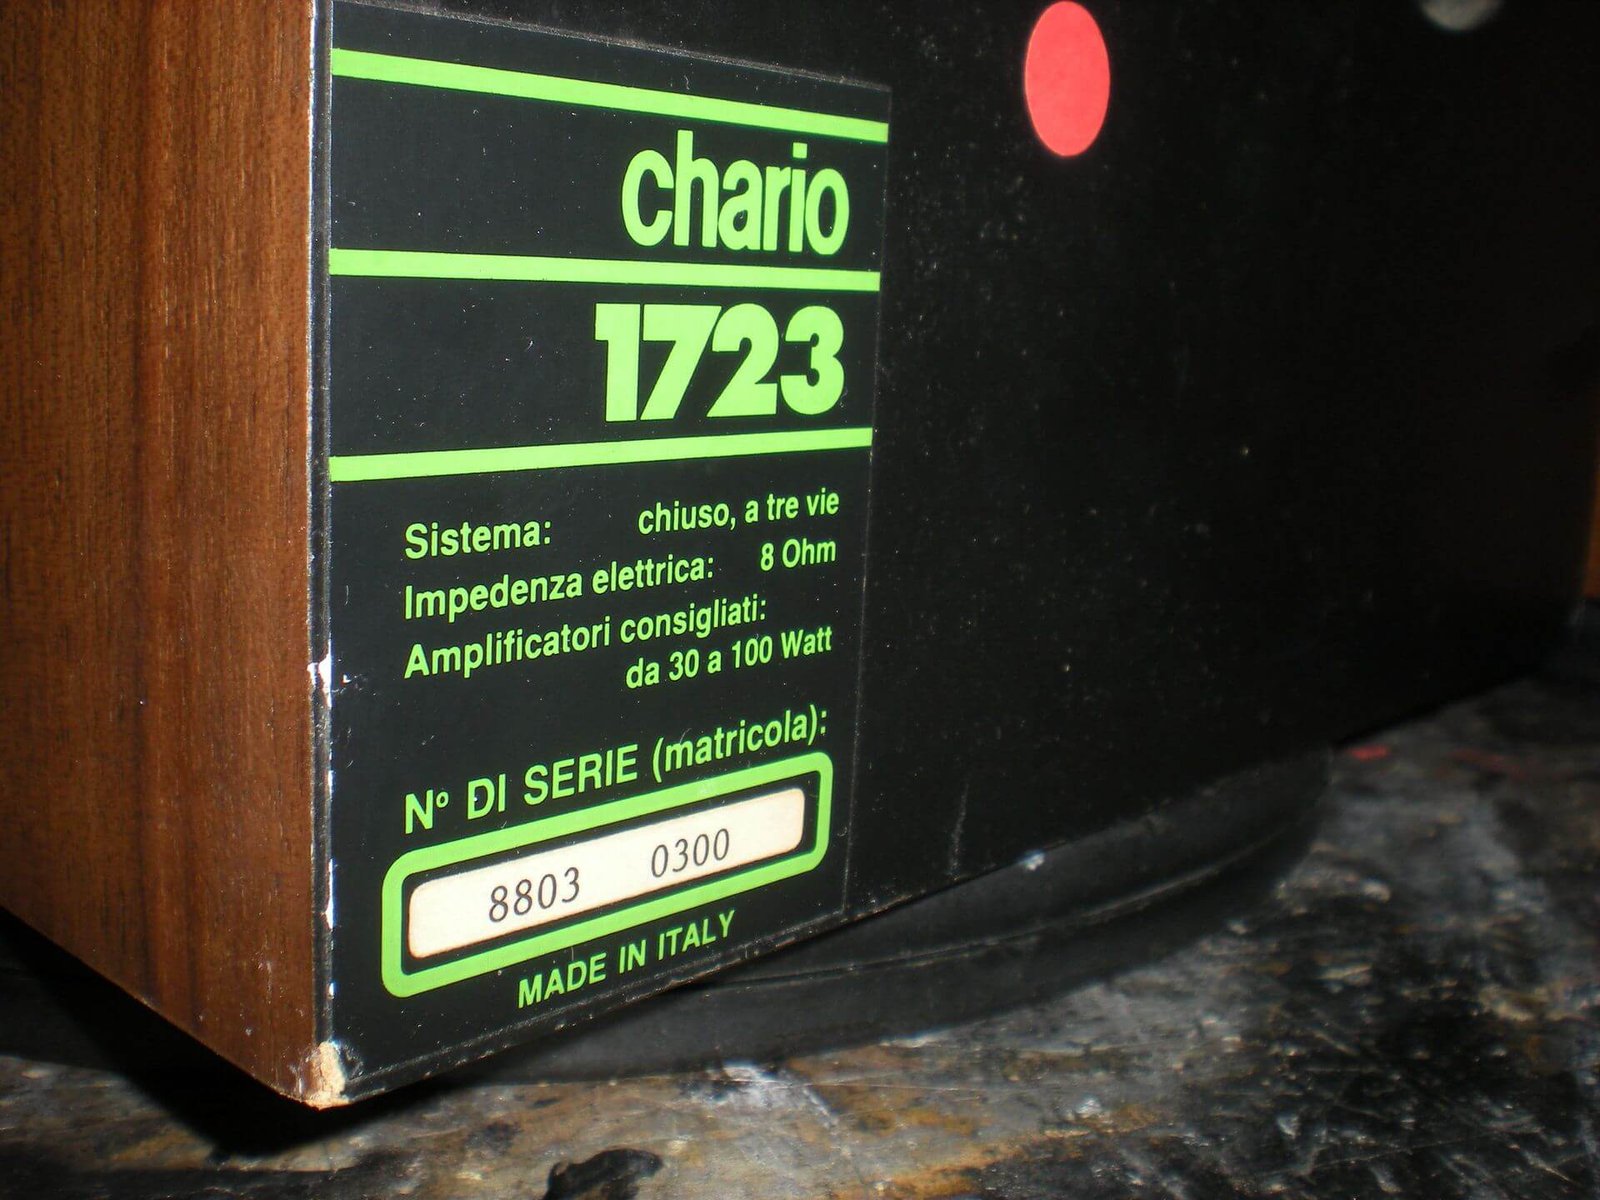 chario
1723
Sistema: chiuso, a tre vie
Impedenza elettrica: 8 Ohm
Amplificatori consigliati:
da 30 a 100 Watt
Nº DI SERIE (matricola):
8803 0300
MADE IN ITALY